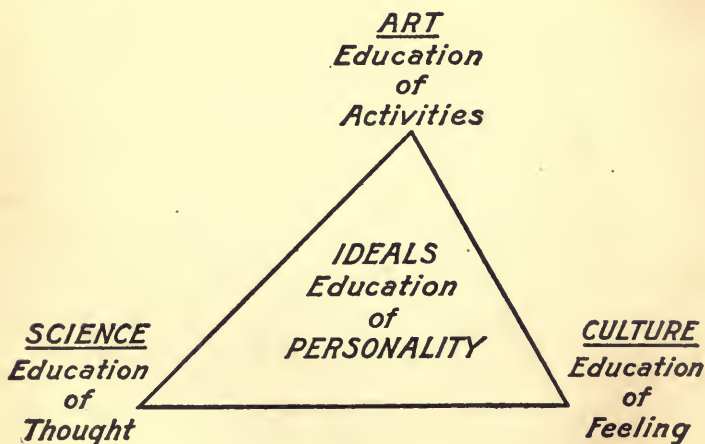 ART
Education
of
Activities
IDEALS
Education
of
PERSONALITY
SCIENCE
Education
of
Thought
CULTURE
Education
of
Feeling